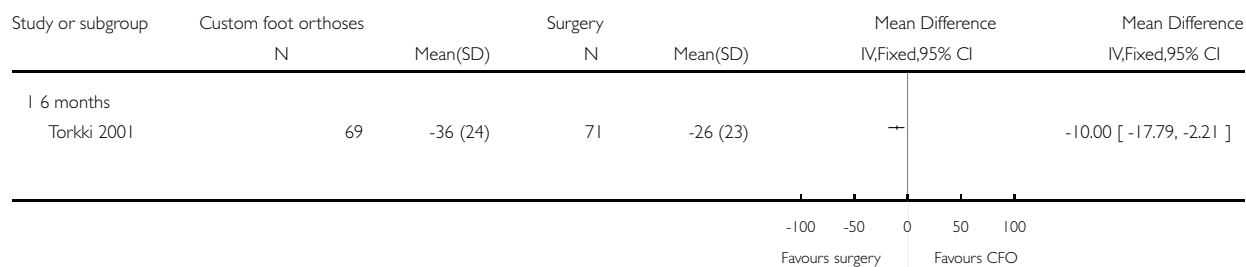 Study or subgroup Custom foot orthoses Surgery Mean Difference Mean Difference
N Mean(SD) N Mean(SD) IV,Fixed,95% CI IV,Fixed,95% CI
1 6 months
Torkki 2001 69 -36 (24) 71 -26 (23) -10.00 [ -17.79, -2.21 ]
-100 -50 0 50 100
Favours surgery Favours CFO